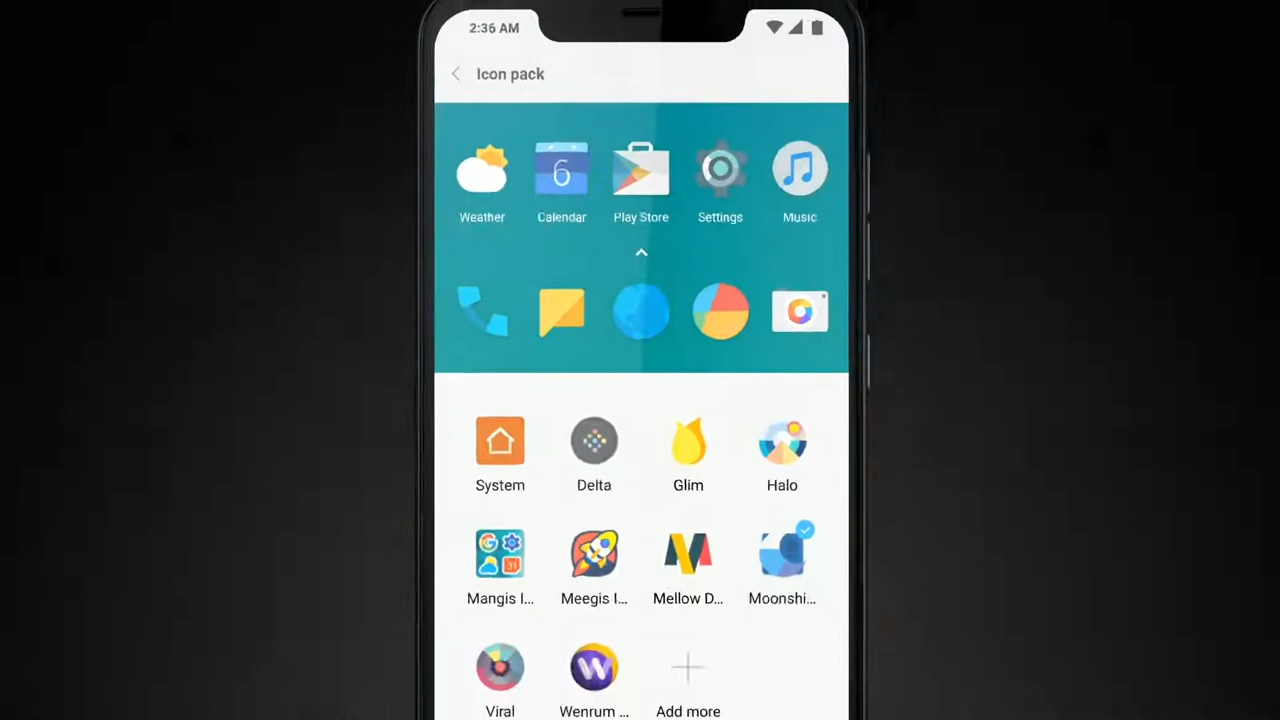 2:36 AM
Icon pack
6
Weather Calendar Play Store Settings Music
System Delta Glim Halo
G 31
Mangis I... Meegis I... Mellow D... Moonshi...
W
Viral Wenrum ... Add more